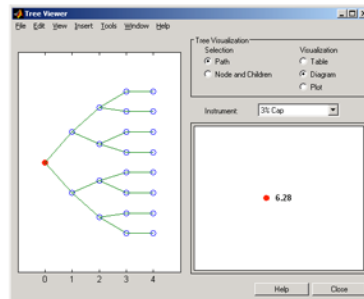 Tree Viewer
File Edit View Insert Tools Window Help
Tree Visualization
Selection
Visualization
Path
Table
Node and Children
Diagram
Plot
Instrument:
3% Cap
6.28
0 1 2 3 4
Help
Close